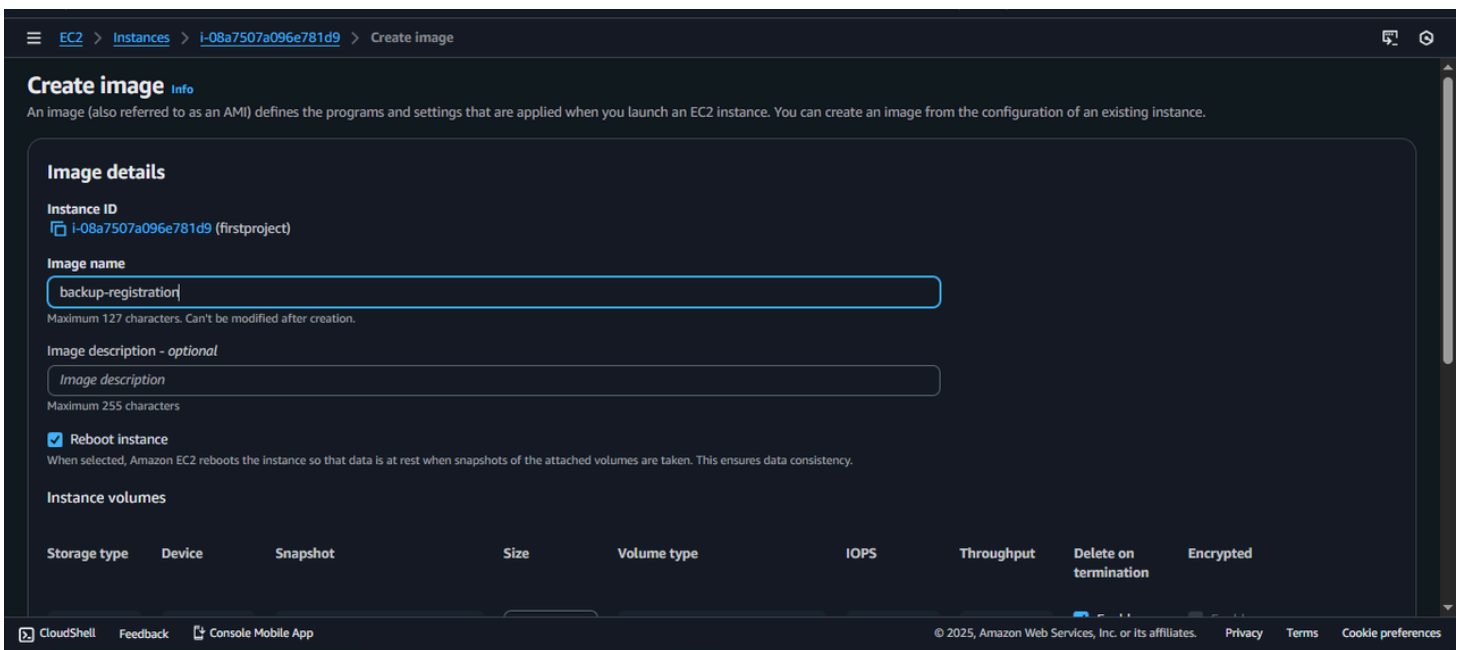 EC2 > Instances > i-08a7507a096e781d9 > Create image
Create image Info
An image (also referred to as an AMI) defines the programs and settings that are applied when you launch an EC2 instance. You can create an image from the configuration of an existing instance.
Image details
Instance ID
i-08a7507a096e781d9 (firstproject)
Image name
backup-registration
Maximum 127 characters. Can't be modified after creation.
Image description - optional
Image description
Maximum 255 characters
Reboot instance
When selected, Amazon EC2 reboots the instance so that data is at rest when snapshots of the attached volumes are taken. This ensures data consistency.
Instance volumes
Storage type Device Snapshot Size Volume type IOPS Throughput Delete on termination Encrypted
CloudShell Feedback Console Mobile App © 2025, Amazon Web Services, Inc. or its affiliates. Privacy Terms Cookie preferences